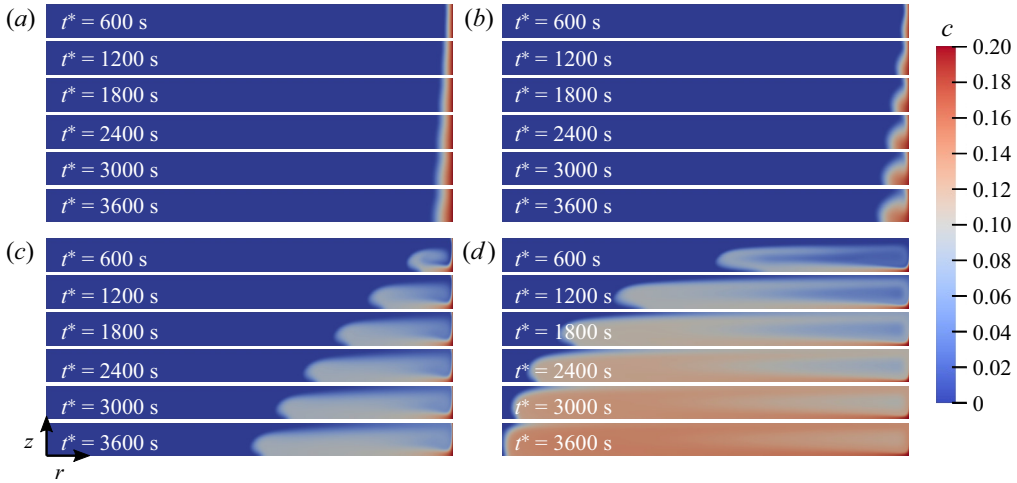 (a)
t* = 600 s
t* = 1200 s
t* = 1800 s
t* = 2400 s
t* = 3000 s
t* = 3600 s
(b)
t* = 600 s
t* = 1200 s
t* = 1800 s
t* = 2400 s
t* = 3000 s
t* = 3600 s
(c)
t* = 600 s
t* = 1200 s
t* = 1800 s
t* = 2400 s
t* = 3000 s
t* = 3600 s
z
r
(d)
t* = 600 s
t* = 1200 s
t* = 1800 s
t* = 2400 s
t* = 3000 s
t* = 3600 s
c
0.20
0.18
0.16
0.14
0.12
0.10
0.08
0.06
0.04
0.02
0